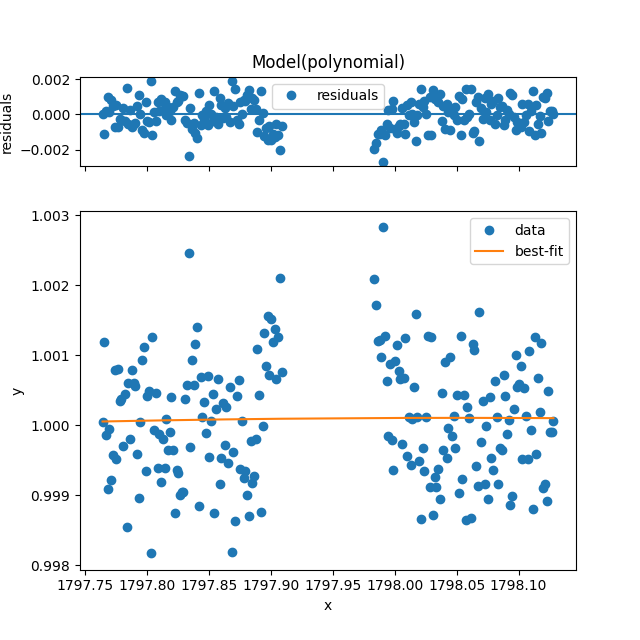 Model(polynomial)
0.002
0.000
−0.002
residuals
residuals
1.003
1.002
1.001
1.000
0.999
0.998
y
data
best-fit
1797.75 1797.80 1797.85 1797.90 1797.95 1798.00 1798.05 1798.10
x